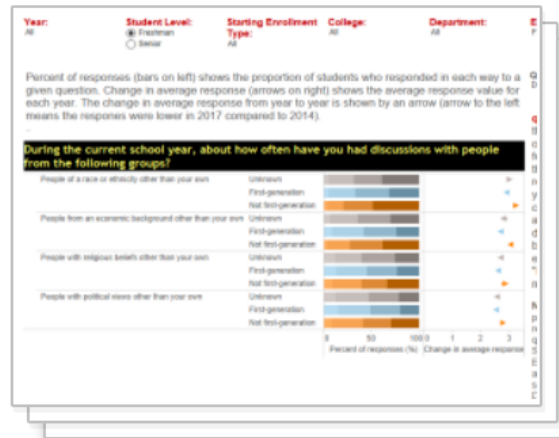 Year: Student Level: Starting Enrollment Type: College: Department: E
All Freshman All All All F
Senior
Percent of responses (bars on left) shows the proportion of students who responded in each way to a
given question. Change in average response (arrows on right) shows the average response value for
each year. The change in average response from year to year is shown by an arrow (arrow to the left
means the respones were lower in 2017 compared to 2014).
During the current school year, about how often have you had discussions with people
from the following groups?
People of a race or ethnicity other than your own Unknown
First-generation
Not first-generation
People from an economic background other than your own Unknown
First-generation
Not first-generation
People with religious beliefs other than your own Unknown
First-generation
Not first-generation
People with political views other than your own Unknown
First-generation
Not first-generation
0 50 100 0 1 2 3
Percent of responses (%) Change in average response